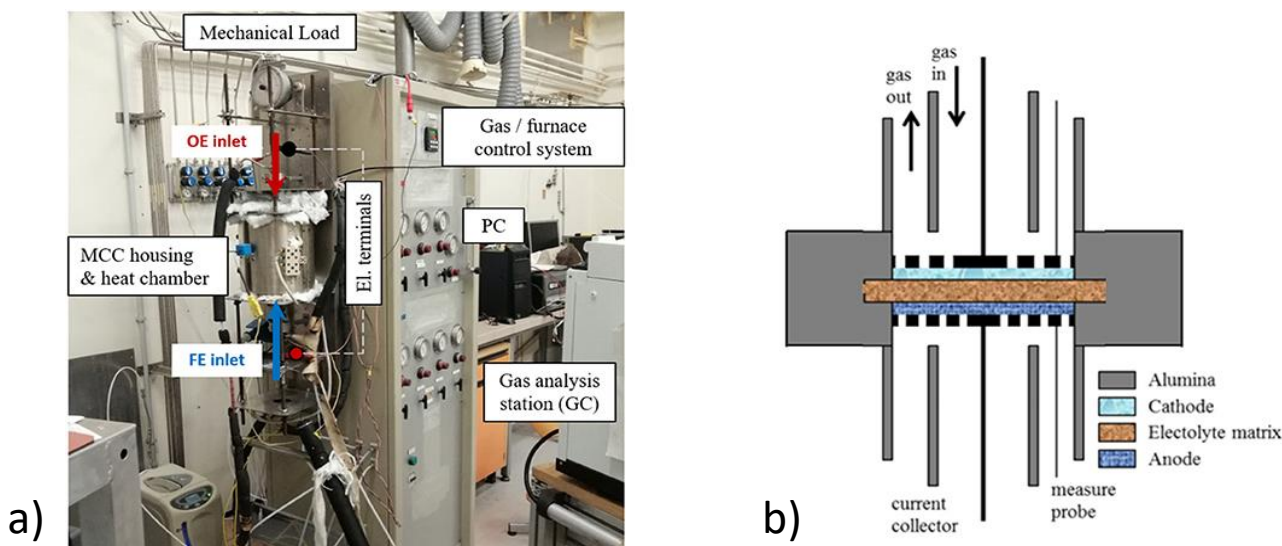 Mechanical Load
OE inlet
Gas / furnace
control system
MCC housing
& heat chamber
El. terminals
PC
FE inlet
Gas analysis
station (GC)
a)
gas
out
gas
in
Alumina
Cathode
Electolyte matrix
Anode
current
collector
measure
probe
b)